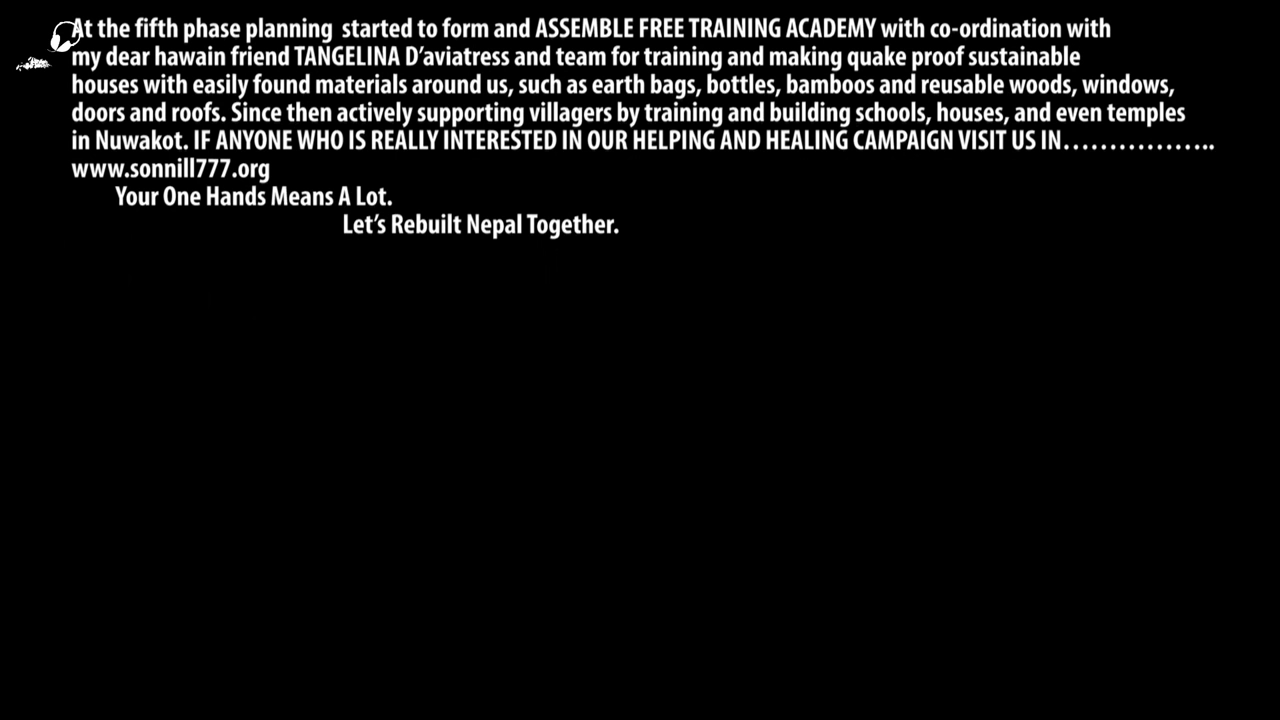 At the fifth phase planning  started to form and ASSEMBLE FREE TRAINING ACADEMY with co-ordination with
my dear hawain friend TANGELINA D’aviatress and team for training and making quake proof sustainable
houses with easily found materials around us, such as earth bags, bottles, bamboos and reusable woods, windows,
doors and roofs. Since then actively supporting villagers by training and building schools, houses, and even temples
in Nuwakot. IF ANYONE WHO IS REALLY INTERESTED IN OUR HELPING AND HEALING CAMPAIGN VISIT US IN……………..
www.sonnill777.org
Your One Hands Means A Lot.
Let’s Rebuilt Nepal Together.